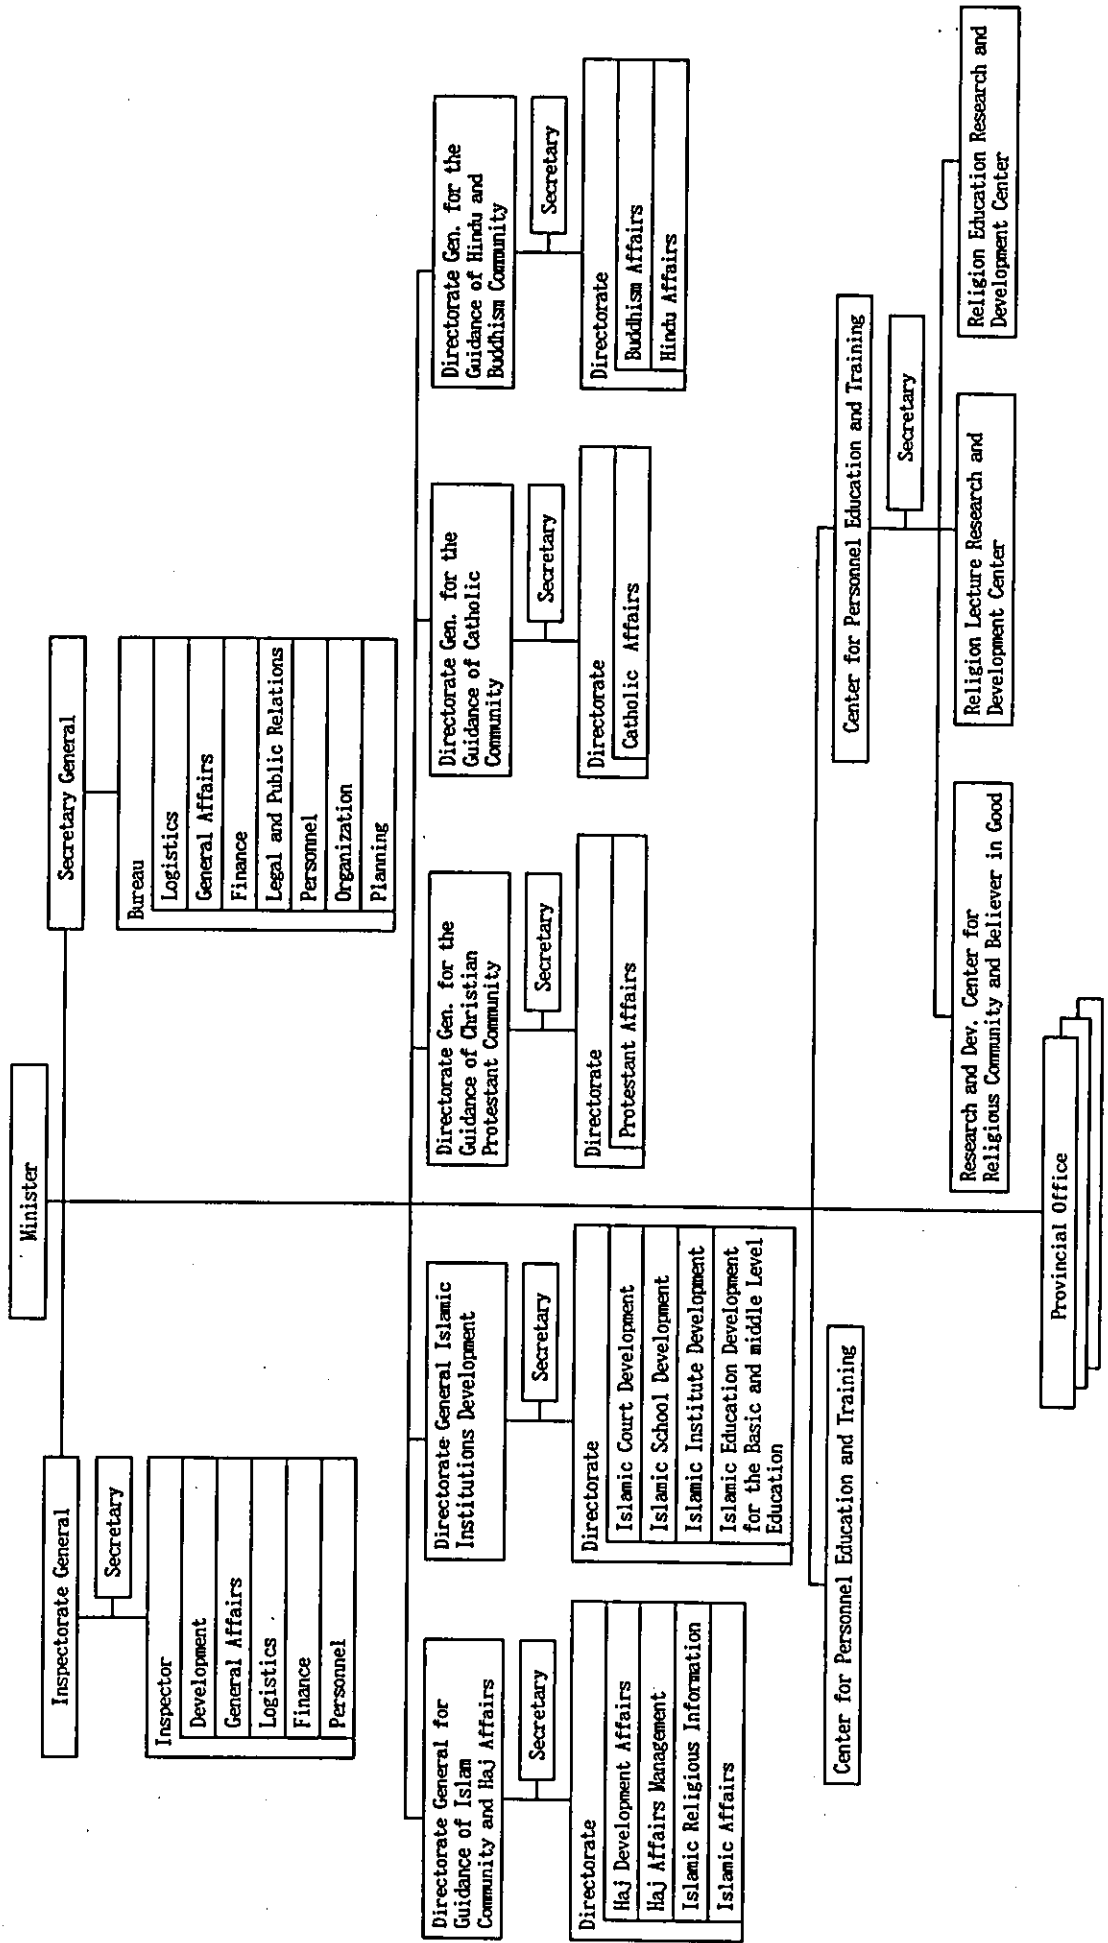 Minister
Inspectorate General
Secretary
Inspector
Development
General Affairs
Logistics
Finance
Personnel
Secretary General
Bureau
Logistics
General Affairs
Finance
Legal and Public Relations
Personnel
Organization
Planning
Directorate General for
Guidance of Islam
Community and Haj Affairs
Secretary
Directorate
Haj Development Affairs
Haj Affairs Management
Islamic Religious Information
Islamic Affairs
Directorate General Islamic
Institutions Development
Secretary
Directorate
Islamic Court Development
Islamic School Development
Islamic Institute Development
Islamic Education Development
for the Basic and middle Level
Education
Directorate Gen. for the
Guidance of Christian
Protestant Community
Secretary
Directorate
Protestant Affairs
Directorate Gen. for the
Guidance of Catholic
Community
Secretary
Directorate
Catholic Affairs
Directorate Gen. for the
Guidance of Hindu and
Buddhism Community
Secretary
Directorate
Buddhism Affairs
Hindu Affairs
Center for Personnel Education and Training
Center for Personnel Education and Training
Secretary
Research and Dev. Center for
Religious Community and Believer in Good
Religion Lecture Research and
Development Center
Religion Education Research and
Development Center
Provincial Office